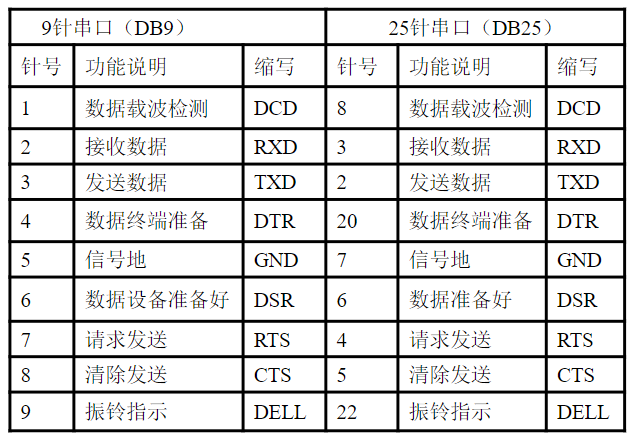 9针串口（DB9） 25针串口（DB25）
针号 功能说明 缩写 针号 功能说明 缩写
1 数据载波检测 DCD 8 数据载波检测 DCD
2 接收数据 RXD 3 接收数据 RXD
3 发送数据 TXD 2 发送数据 TXD
4 数据终端准备 DTR 20 数据终端准备 DTR
5 信号地 GND 7 信号地 GND
6 数据设备准备好 DSR 6 数据准备好 DSR
7 请求发送 RTS 4 请求发送 RTS
8 清除发送 CTS 5 清除发送 CTS
9 振铃指示 DELL 22 振铃指示 DELL